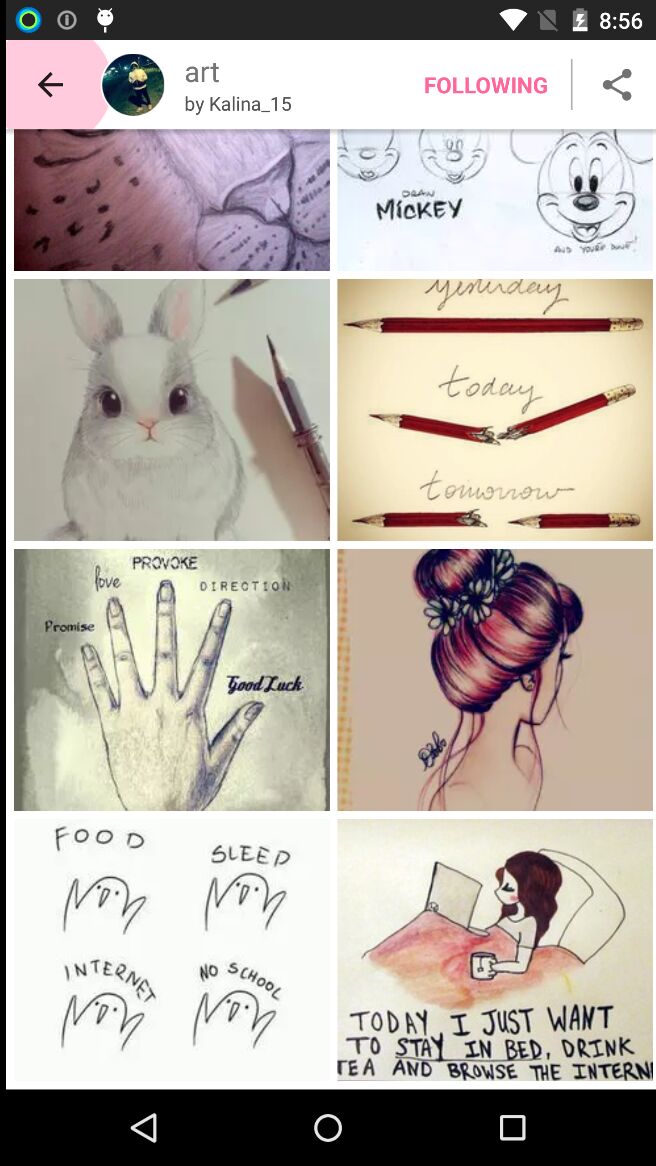 8:56
art
by Kalina_15
FOLLOWING
DRAW
MiCKEY
AND YOU'RE DONE!
yesterday
today
tomorrow
PROVOKE
love
DIRECTION
Promise
Good Luck
FOOD
SLEEP
INTERNET
NO SCHOOL
TODAY I JUST WANT
TO STAY IN BED, DRINK
TEA AND BROWSE THE INTERN